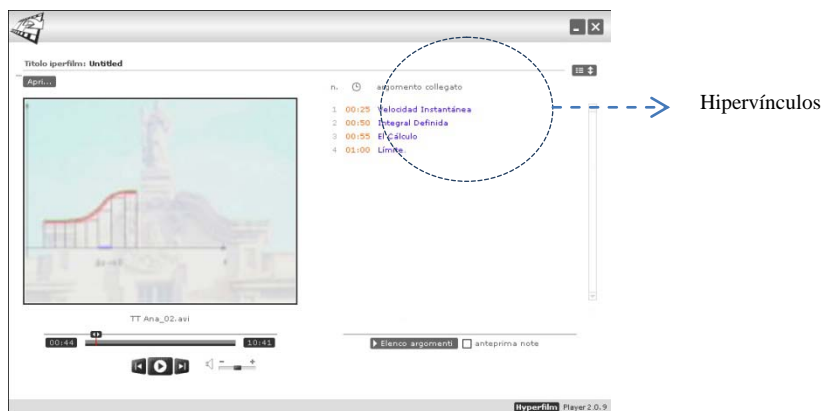 Titolo iperfilm: Untitled
Apri...
n. argomento collegato
1 00:25 Velocidad Instantánea
2 00:50 Integral Definida
3 00:55 El Cálculo
4 01:00 Límite
Hipervínculos
TT Ana_02.avi
00:44 10:41
Elenco argomenti anteprima note
Hyperfilm Player 2.0.9